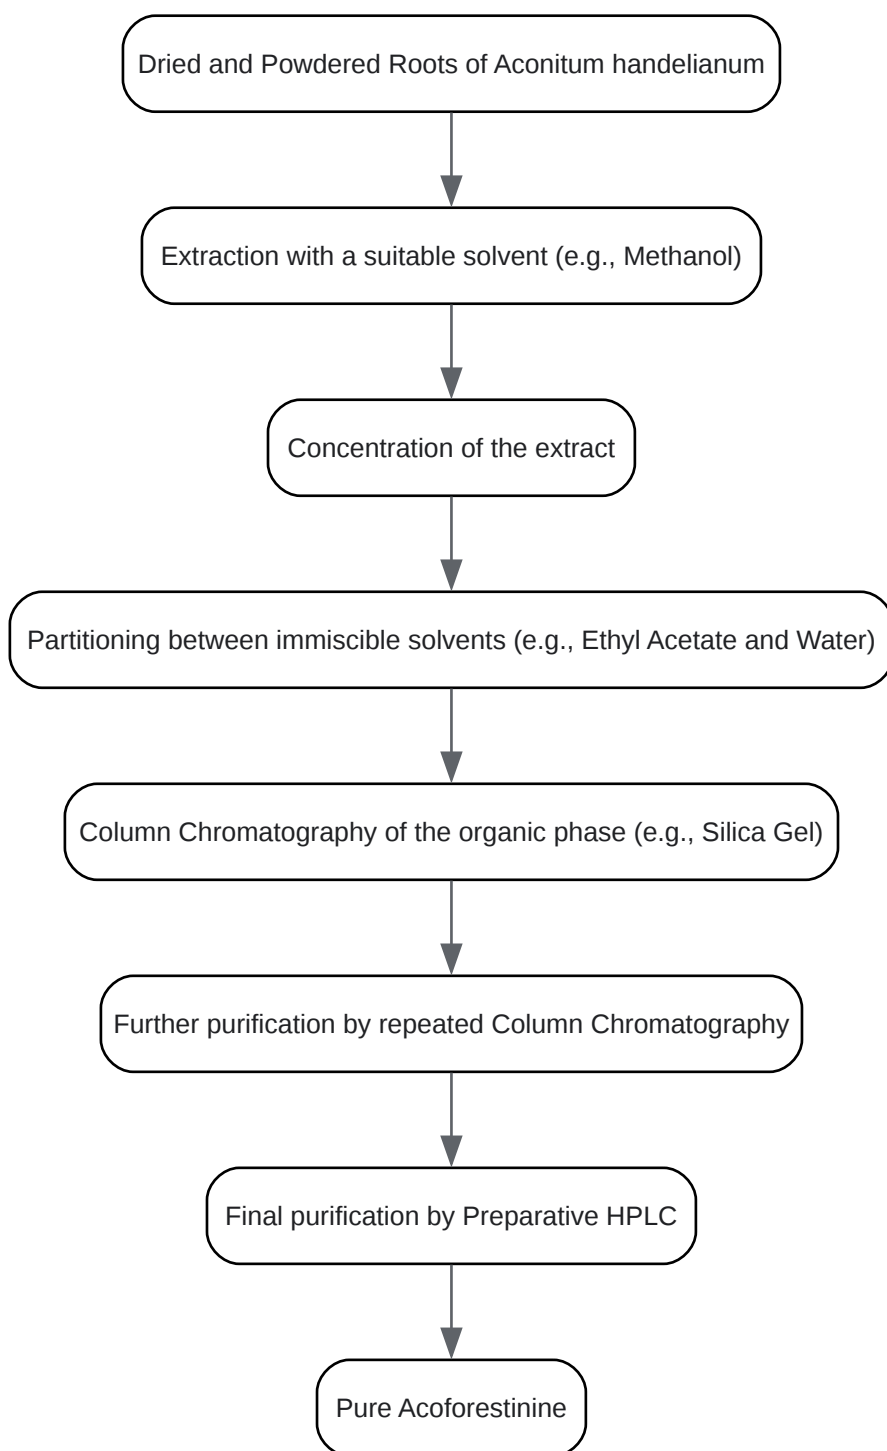 Dried and Powdered Roots of Aconitum handelianum
Extraction with a suitable solvent (e.g., Methanol)
Concentration of the extract
Partitioning between immiscible solvents (e.g., Ethyl Acetate and Water)
Column Chromatography of the organic phase (e.g., Silica Gel)
Further purification by repeated Column Chromatography
Final purification by Preparative HPLC
Pure Acoforestinine